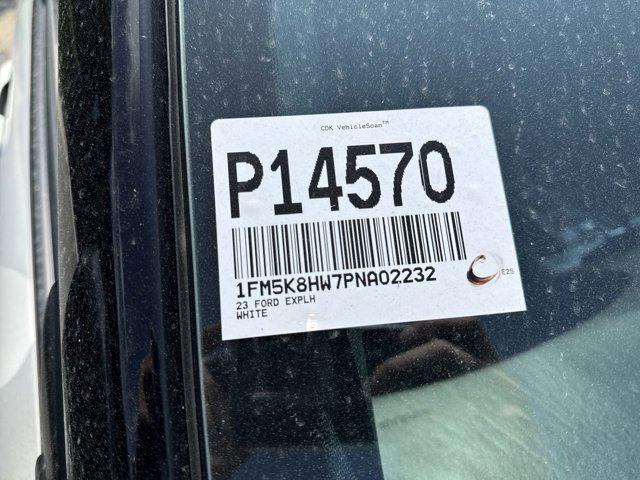 CDK VehicleScan™
P14570
1FM5K8HW7PNA02232
E25
23 FORD EXPLH
WHITE